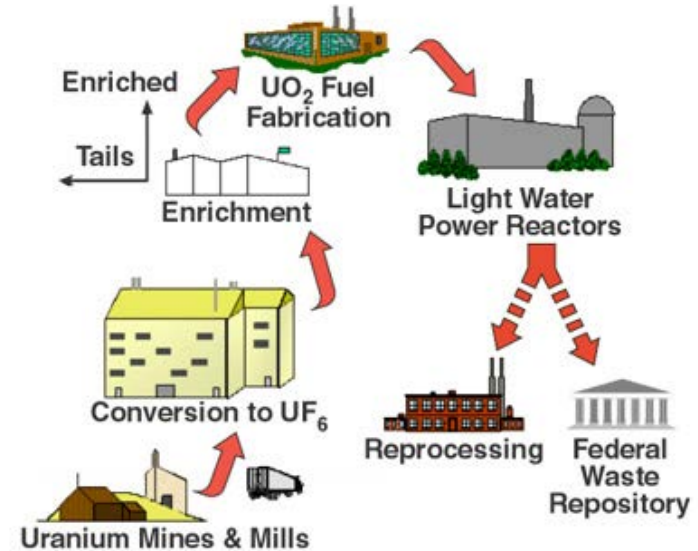 Enriched
Tails
UO₂ Fuel
Fabrication
Enrichment
Light Water
Power Reactors
Conversion to UF₆
Reprocessing
Federal
Waste
Repository
Uranium Mines & Mills